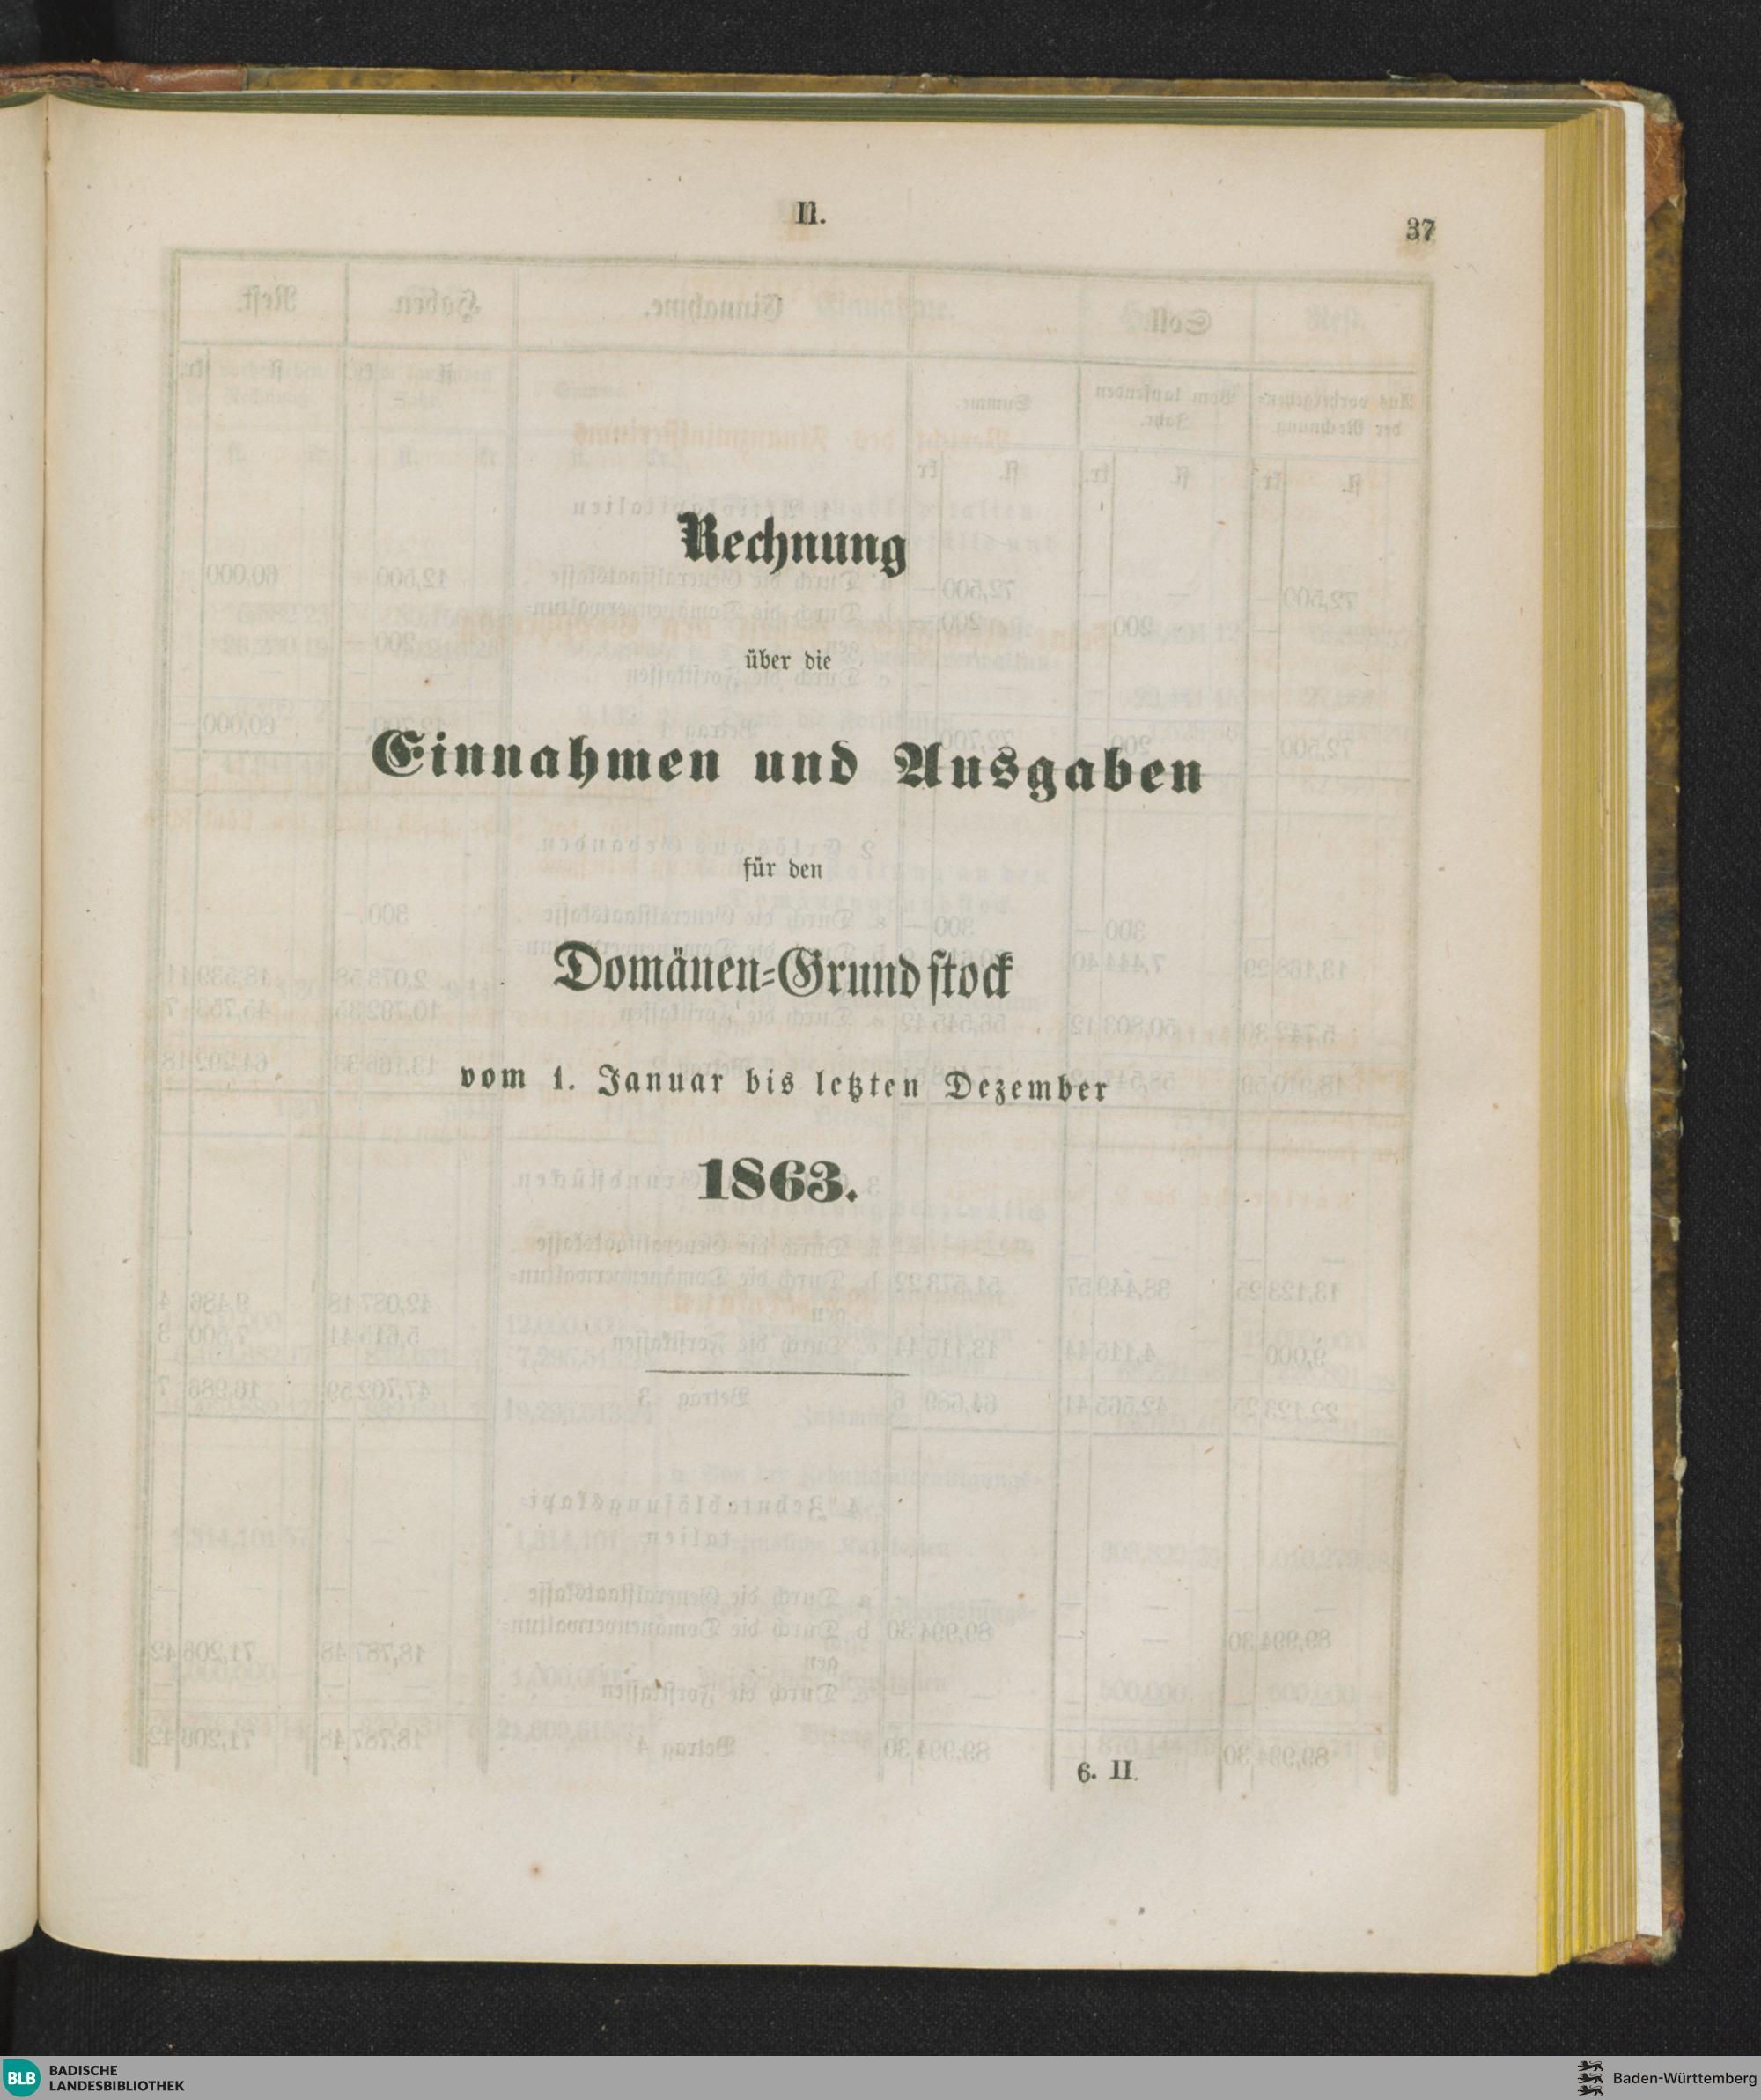 II.
37
Rechnung
über die
Einnahmen und Ausgaben
für den
Domänen-Grundstock
vom 1. Januar bis letzten Dezember
1863.
6. II.
BLB BADISCHE
LANDESBIBLIOTHEK
Baden-Württemberg